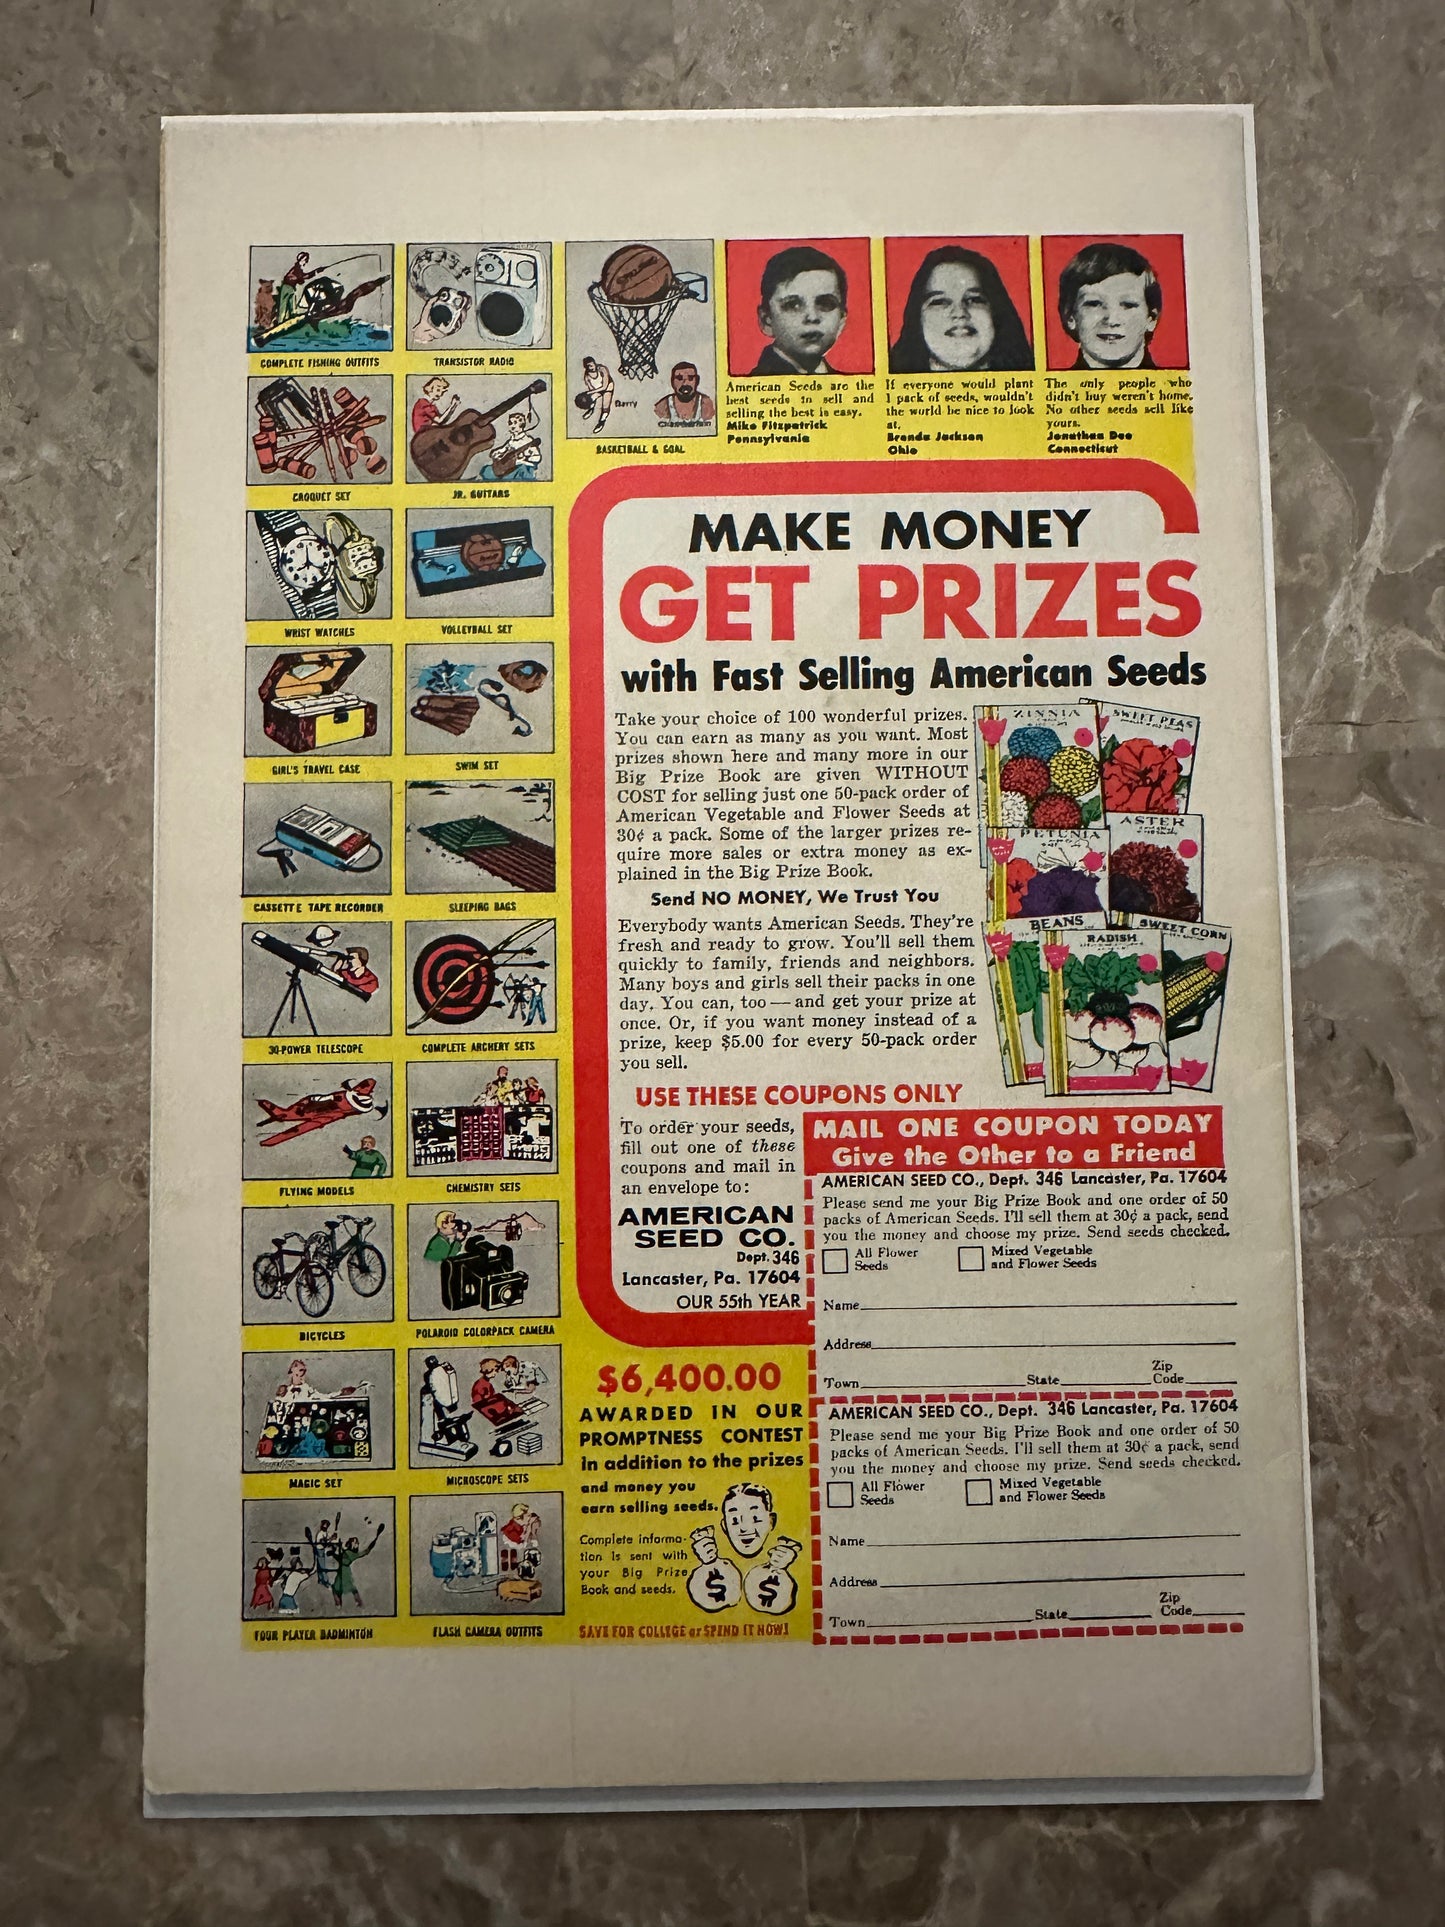 COMPLETE FISHING OUTFITS
TRANSISTOR RADIO
CROQUET SET
JR. GUITARS
WRIST WATCHES
VOLLEYBALL SET
GIRL'S TRAVEL CASE
SWIM SET
CASSETTE TAPE RECORDER
SLEEPING BAGS
30-POWER TELESCOPE
COMPLETE ARCHERY SETS
FLYING MODELS
CHEMISTRY SETS
BICYCLES
POLAROID COLORPACK CAMERA
MAGIC SET
MICROSCOPE SETS
FOUR PLAYER BADMINTON
FLASH CAMERA OUTFITS
SPALDING
Barry
Chamberlain
BASKETBALL & GOAL
American Seeds are the
best seeds to sell and
selling the best is easy.
Mike Fitzpatrick
Pennsylvania
If everyone would plant
1 pack of seeds, wouldn't
the world be nice to look
at.
Brenda Jackson
Ohio
The only people who
didn't buy weren't home.
No other seeds sell like
yours.
Jonathan Dee
Connecticut
MAKE MONEY
GET PRIZES
with Fast Selling American Seeds
Take your choice of 100 wonderful prizes.
You can earn as many as you want. Most
prizes shown here and many more in our
Big Prize Book are given WITHOUT
COST for selling just one 50-pack order of
American Vegetable and Flower Seeds at
30¢ a pack. Some of the larger prizes re-
quire more sales or extra money as ex-
plained in the Big Prize Book.
Send NO MONEY, We Trust You
Everybody wants American Seeds. They're
fresh and ready to grow. You'll sell them
quickly to family, friends and neighbors.
Many boys and girls sell their packs in one
day. You can, too — and get your prize at
once. Or, if you want money instead of a
prize, keep $5.00 for every 50-pack order
you sell.
ZINNIA
SWEET PEAS
PETUNIA
ASTER
BEANS
RADISH
SWEET CORN
USE THESE COUPONS ONLY
To order your seeds,
fill out one of these
coupons and mail in
an envelope to:
AMERICAN
SEED CO.
Dept. 346
Lancaster, Pa. 17604
OUR 55th YEAR
MAIL ONE COUPON TODAY
Give the Other to a Friend
AMERICAN SEED CO., Dept. 346 Lancaster, Pa. 17604
Please send me your Big Prize Book and one order of 50
packs of American Seeds. I'll sell them at 30¢ a pack, send
you the money and choose my prize. Send seeds checked.
All Flower
Seeds
Mixed Vegetable
and Flower Seeds
Name
Address
Town State Zip
Code
AMERICAN SEED CO., Dept. 346 Lancaster, Pa. 17604
Please send me your Big Prize Book and one order of 50
packs of American Seeds. I'll sell them at 30¢ a pack, send
you the money and choose my prize. Send seeds checked.
All Flower
Seeds
Mixed Vegetable
and Flower Seeds
Name
Address
Town State Zip
Code
$6,400.00
AWARDED IN OUR
PROMPTNESS CONTEST
in addition to the prizes
and money you
earn selling seeds.
Complete informa-
tion is sent with
your Big Prize
Book and seeds.
$ $
SAVE FOR COLLEGE or SPEND IT NOW!